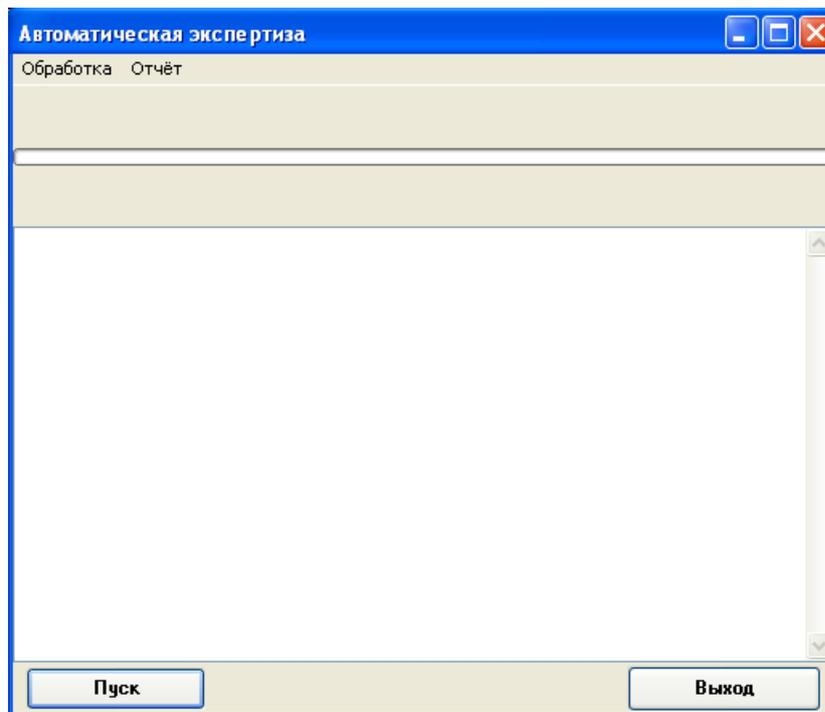 Автоматическая экспертиза
Обработка Отчёт
Пуск Выход